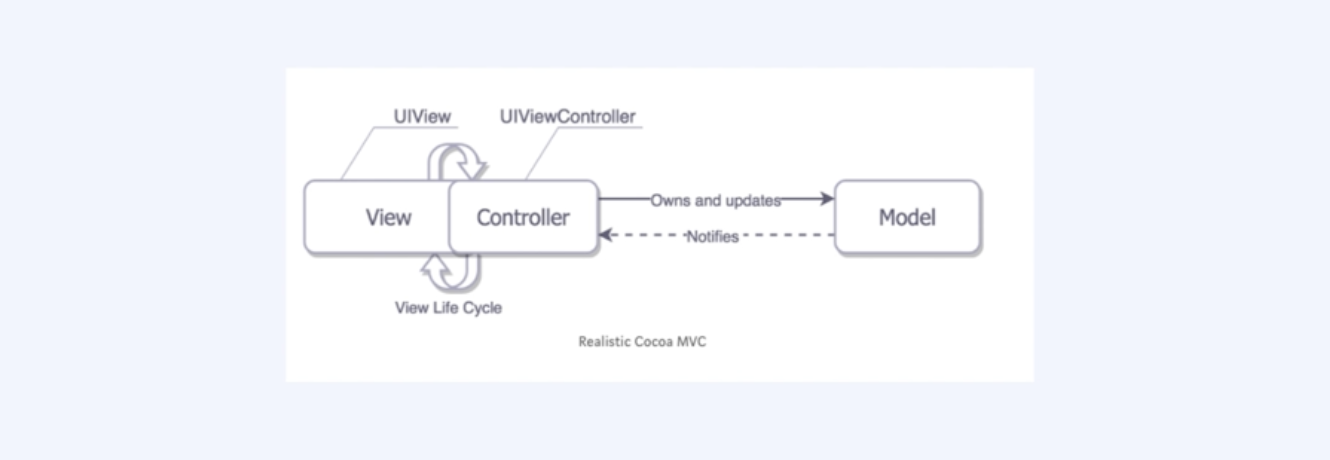 UIView
UIViewController
View
Controller
Owns and updates
Notifies
Model
View Life Cycle
Realistic Cocoa MVC